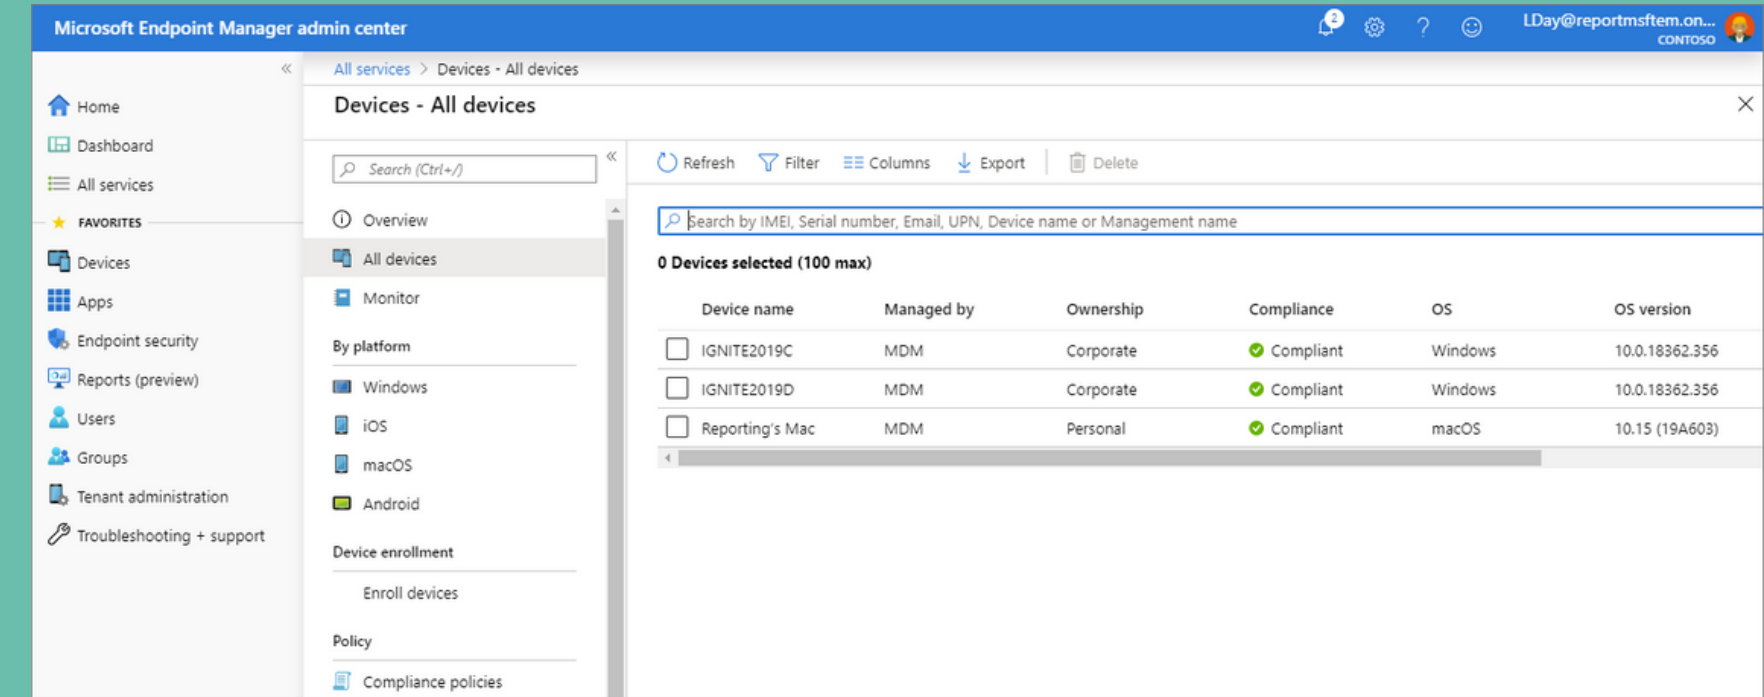 Microsoft Endpoint Manager admin center
2
LDay@reportmsftem.on...
CONTOSO
Home
Dashboard
All services
FAVORITES
Devices
Apps
Endpoint security
Reports (preview)
Users
Groups
Tenant administration
Troubleshooting + support
All services > Devices - All devices
Devices - All devices
Search (Ctrl+/)
Overview
All devices
Monitor
By platform
Windows
iOS
macOS
Android
Device enrollment
Enroll devices
Policy
Compliance policies
Refresh Filter Columns Export Delete
Search by IMEI, Serial number, Email, UPN, Device name or Management name
0 Devices selected (100 max)
Device name Managed by Ownership Compliance OS OS version
IGNITE2019C MDM Corporate Compliant Windows 10.0.18362.356
IGNITE2019D MDM Corporate Compliant Windows 10.0.18362.356
Reporting's Mac MDM Personal Compliant macOS 10.15 (19A603)